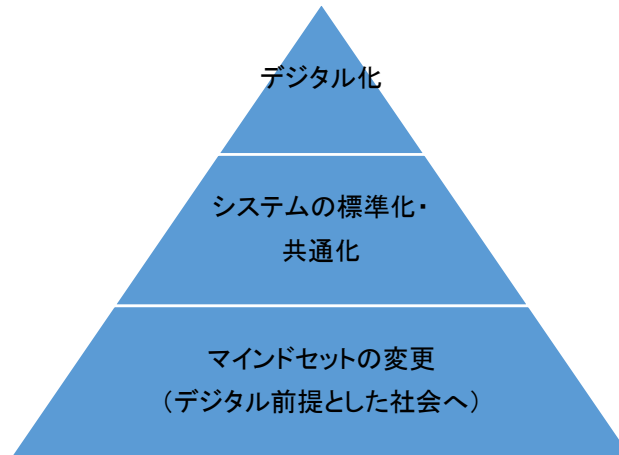 デジタル化
システムの標準化・
共通化
マインドセットの変更
（デジタル前提とした社会へ）